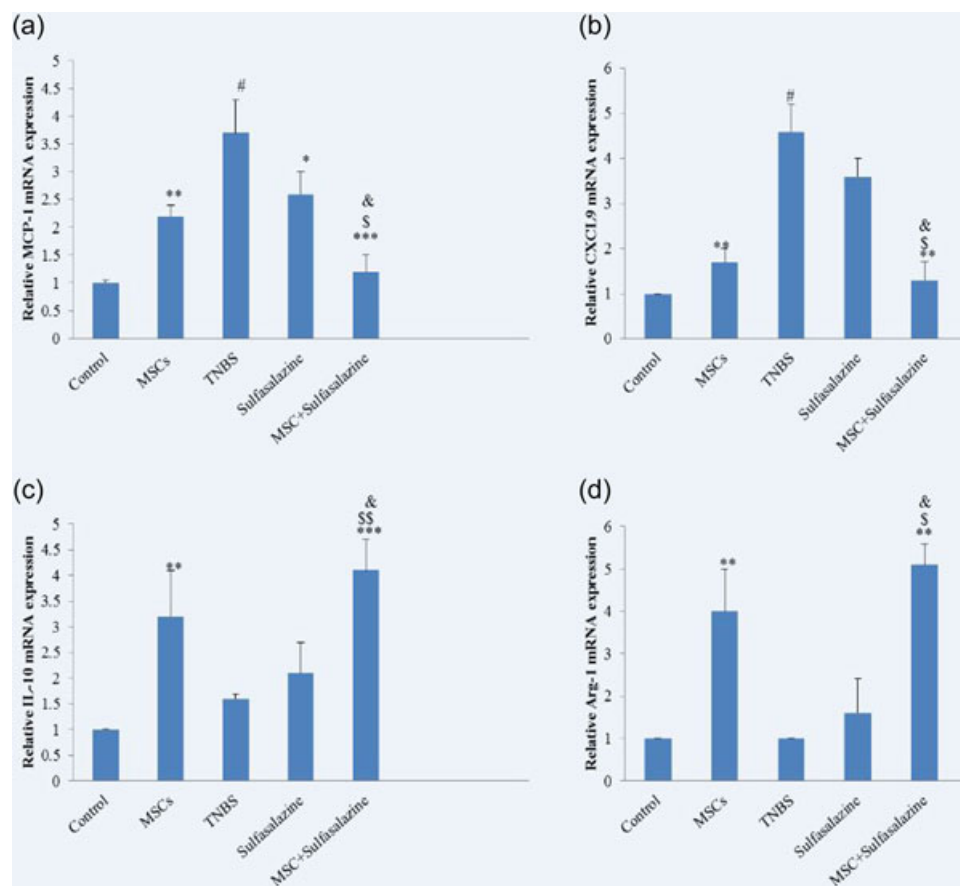 (a)
Relative MCP-1 mRNA expression
5
4.5
4
3.5
3
2.5
2
1.5
1
0.5
0
**
#
*
&
$
***
Control
MSCs
TNBS
Sulfasalazine
MSC+Sulfasalazine
(b)
Relative CXCL9 mRNA expression
6
5
4
3
2
1
0
**
#
&
$
**
Control
MSCs
TNBS
Sulfasalazine
MSC+Sulfasalazine
(c)
Relative IL-10 mRNA expression
5
4.5
4
3.5
3
2.5
2
1.5
1
0.5
0
**
&
$$
***
Control
MSCs
TNBS
Sulfasalazine
MSC+Sulfasalazine
(d)
Relative Arg-1 mRNA expression
6
5
4
3
2
1
0
**
&
$
**
Control
MSCs
TNBS
Sulfasalazine
MSC+Sulfasalazine